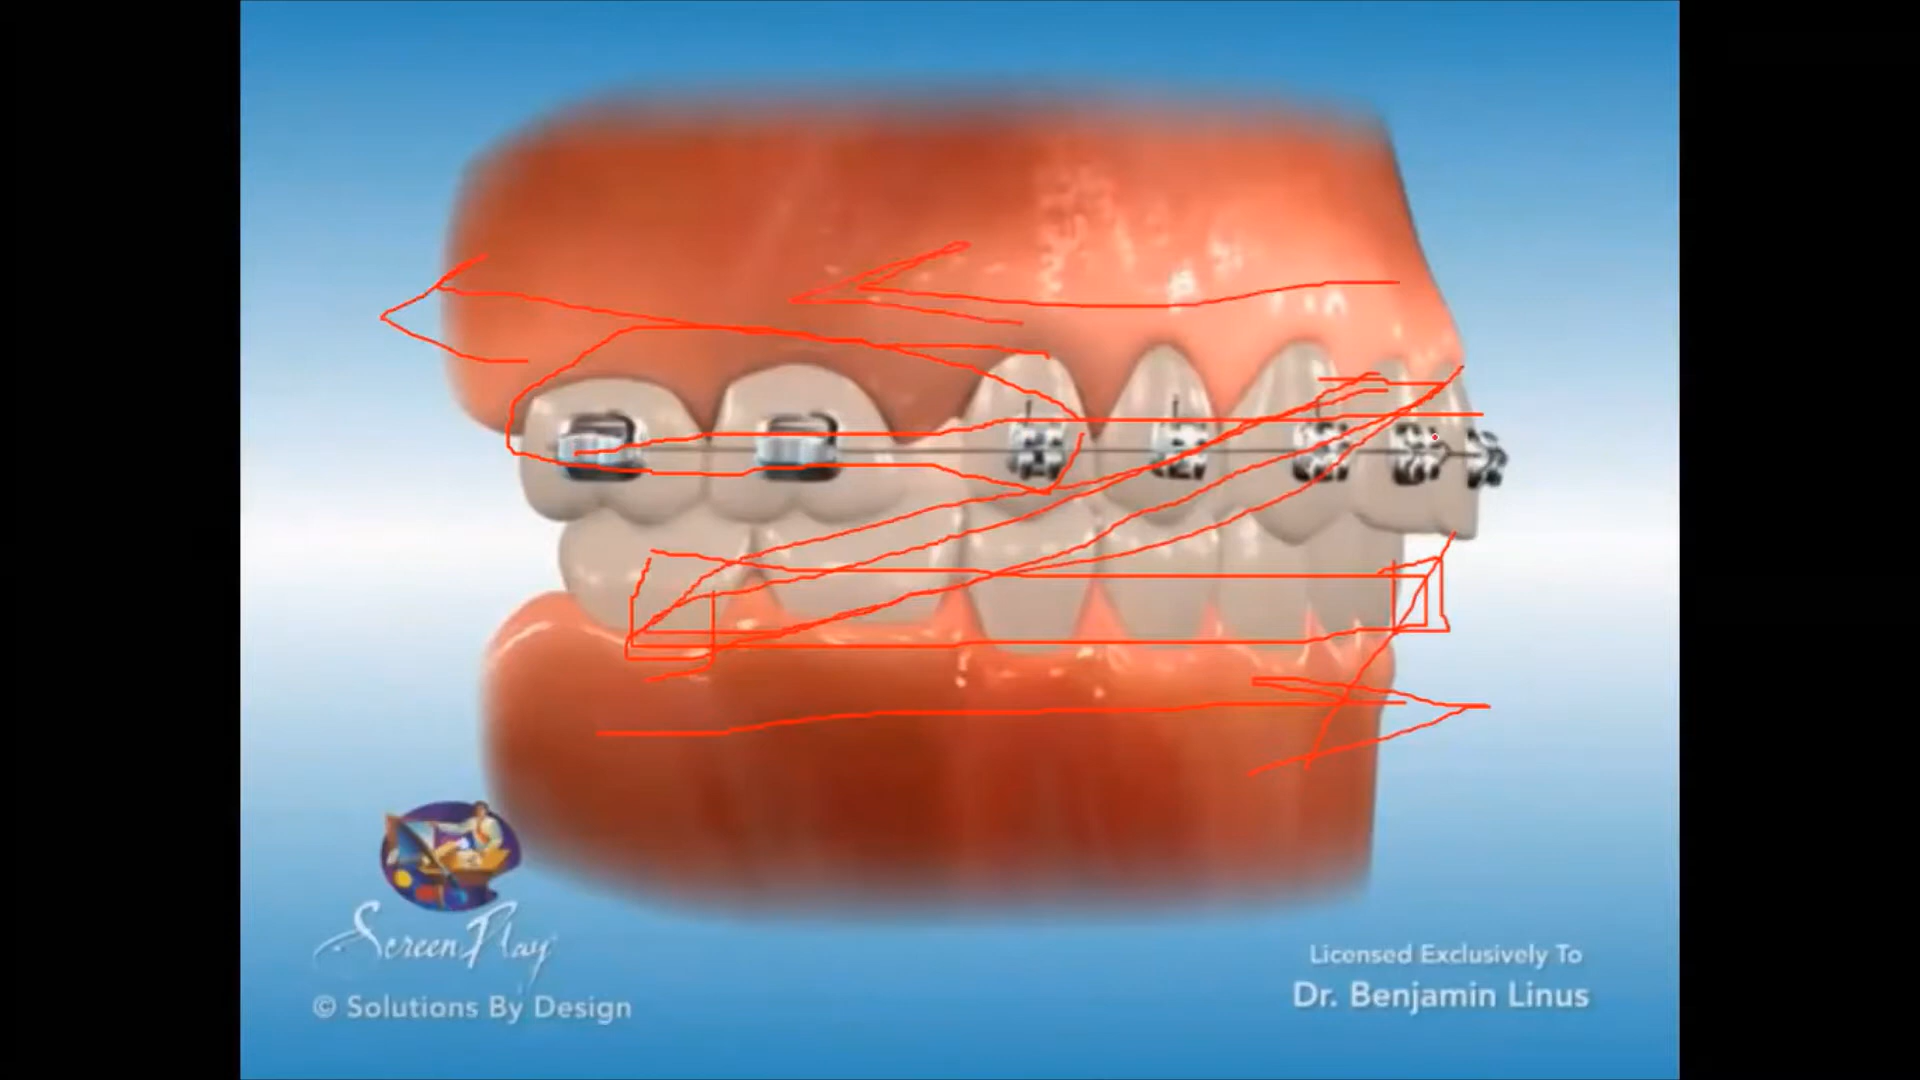 ScreenPlay
© Solutions By Design
Licensed Exclusively To
Dr. Benjamin Linus